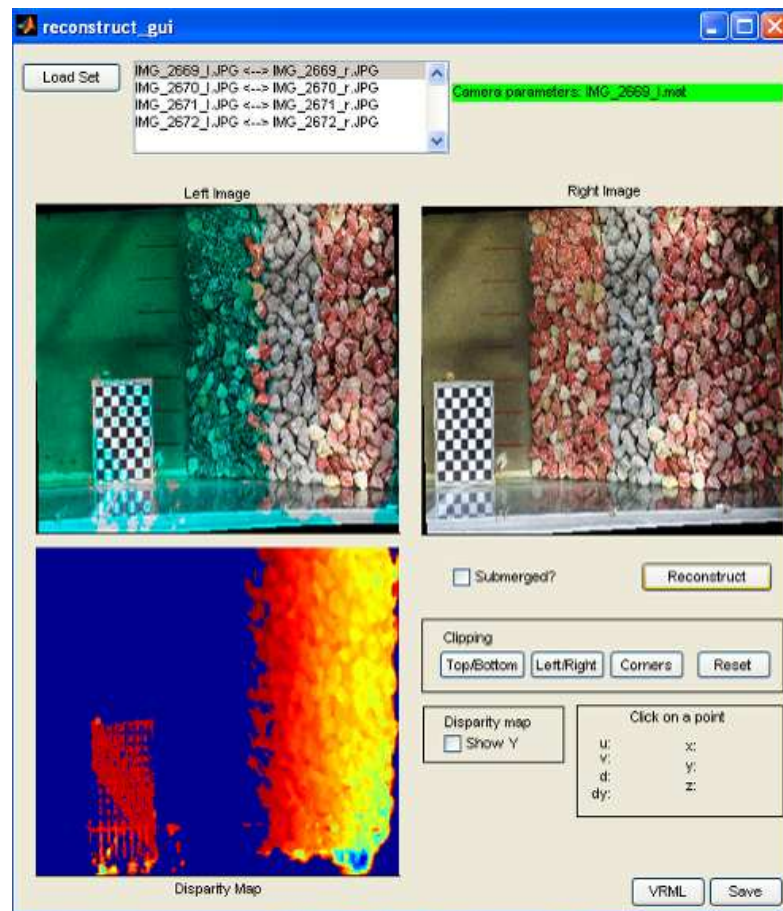 reconstruct_gui
Load Set
IMG_2669_l.JPG <--> IMG_2669_r.JPG
IMG_2670_l.JPG <--> IMG_2670_r.JPG
IMG_2671_l.JPG <--> IMG_2671_r.JPG
IMG_2672_l.JPG <--> IMG_2672_r.JPG
Camera parameters: IMG_2669_l.mat
Left Image
Right Image
Submerged?
Reconstruct
Clipping
Top/Bottom Left/Right Corners Reset
Disparity map
Show Y
Click on a point
u: x:
v: y:
d: z:
dy:
Disparity Map
VRML Save